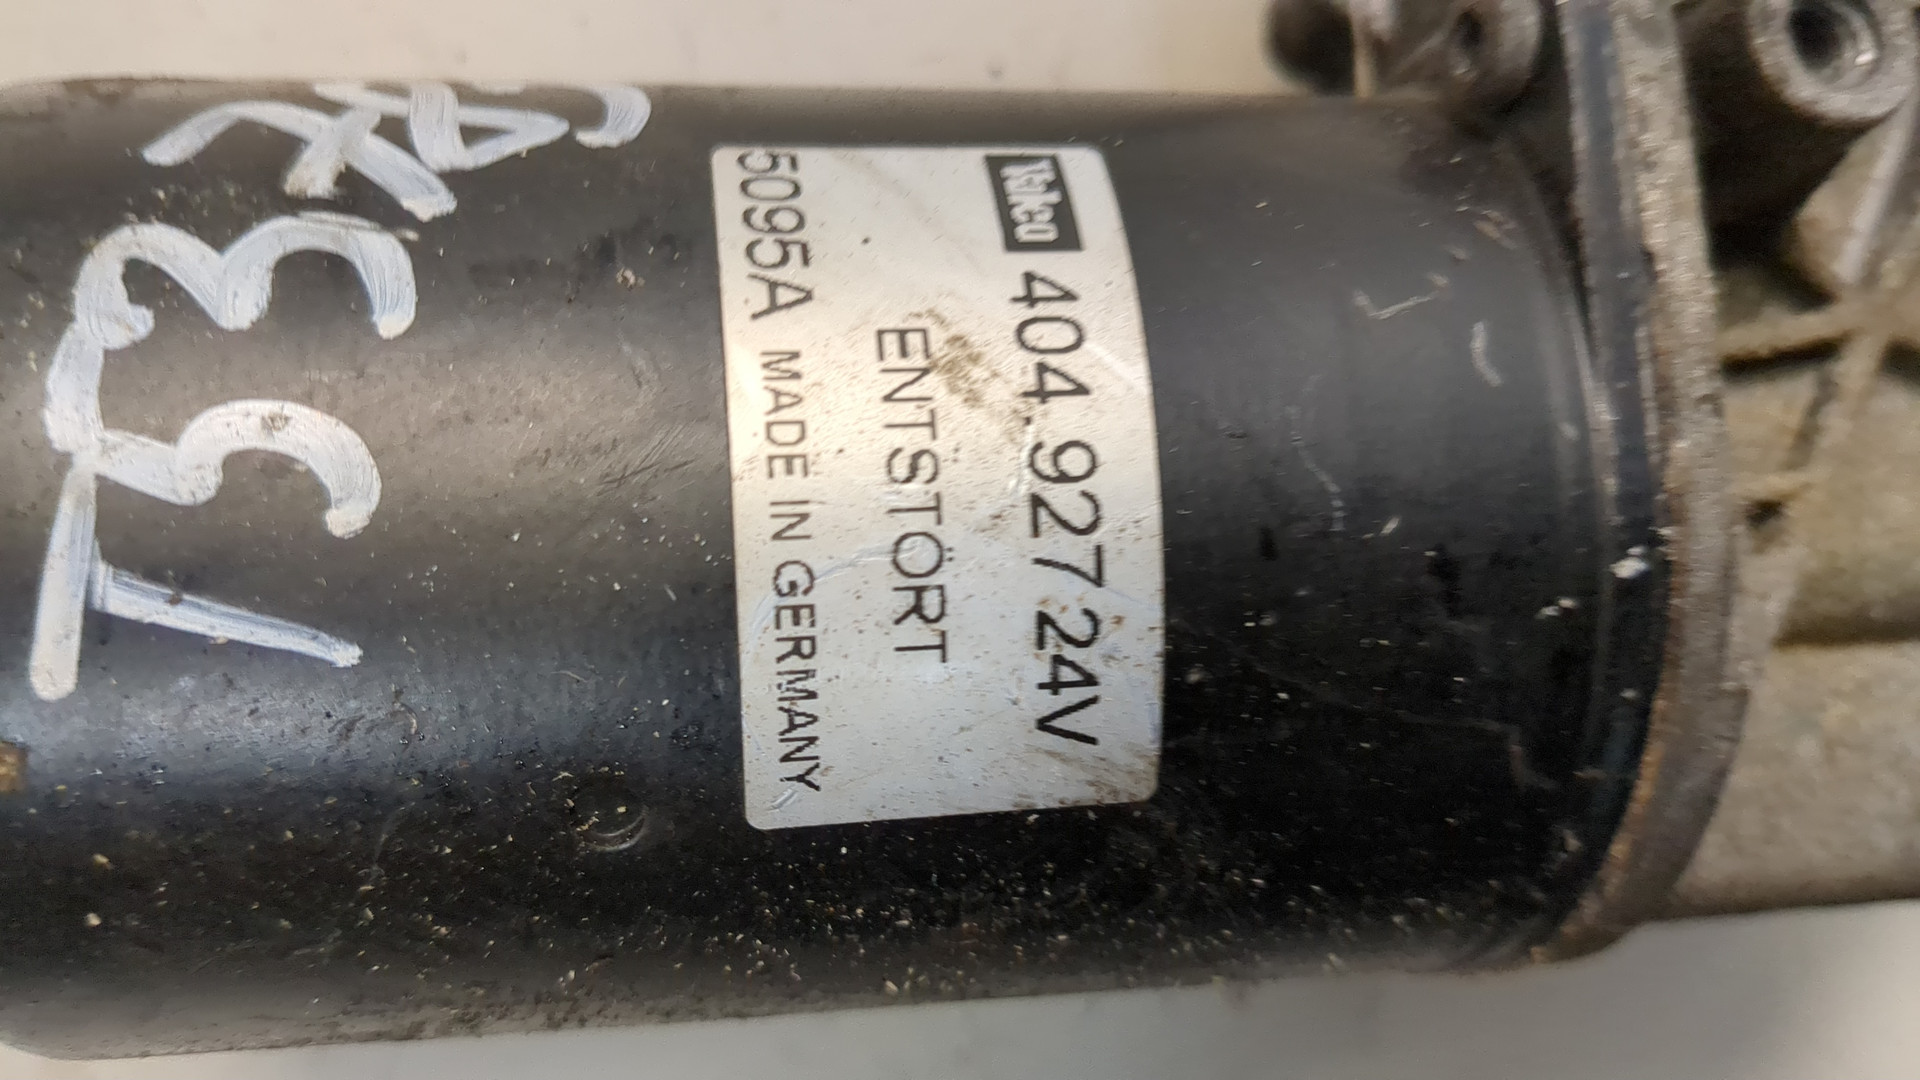 Valeo 404.927 24V
ENTSTÖRT
5095A MADE IN GERMANY